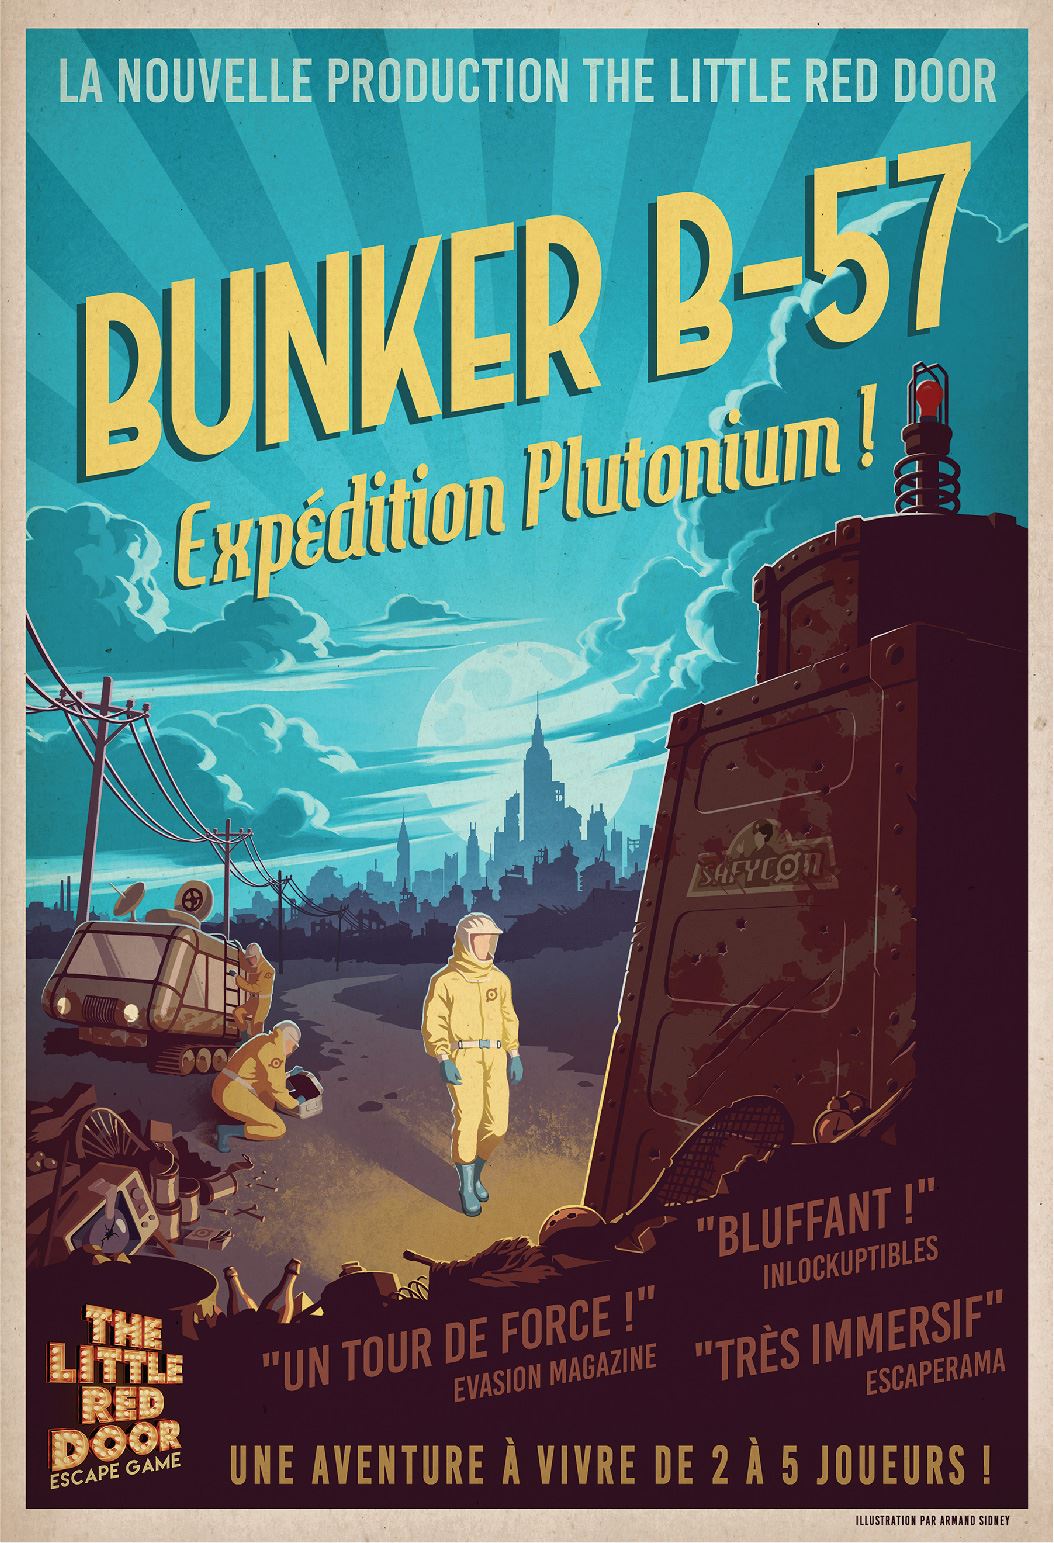 LA NOUVELLE PRODUCTION THE LITTLE RED DOOR
BUNKER B-57
Expédition Plutonium !
SAFYCON
"BLUFFANT !"
INLOCKUPTIBLES
"UN TOUR DE FORCE !"
EVASION MAGAZINE
"TRÈS IMMERSIF"
ESCAPERAMA
THE
LITTLE
RED
DOOR
ESCAPE GAME
UNE AVENTURE À VIVRE DE 2 À 5 JOUEURS !
ILLUSTRATION PAR ARMAND SIDNEY